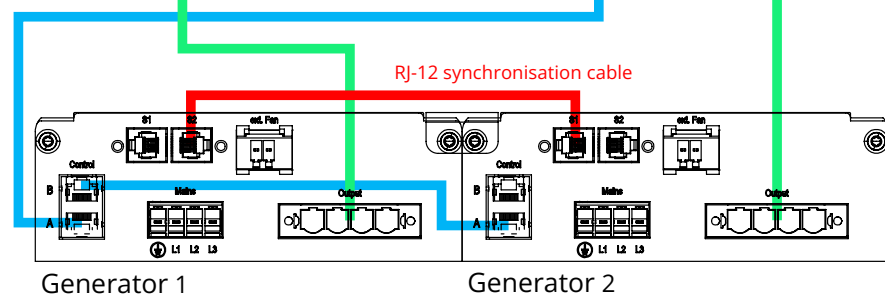 RJ-12 synchronisation cable
S1 S2 ext. Fan
Control
B
A
Mains
L1 L2 L3
Output
S1 S2 ext. Fan
Control
B
A
Mains
L1 L2 L3
Output
Generator 1
Generator 2